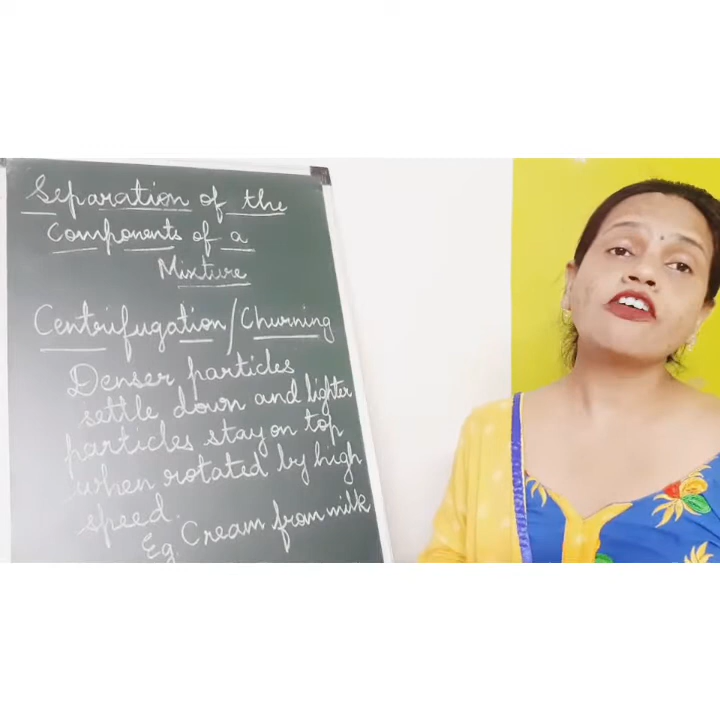 Separation of the
Components of a
Mixture
Centrifugation/Churning
Denser particles
settle down and lighter
particles stay on top
when rotated by high
speed.
Eg. Cream from milk